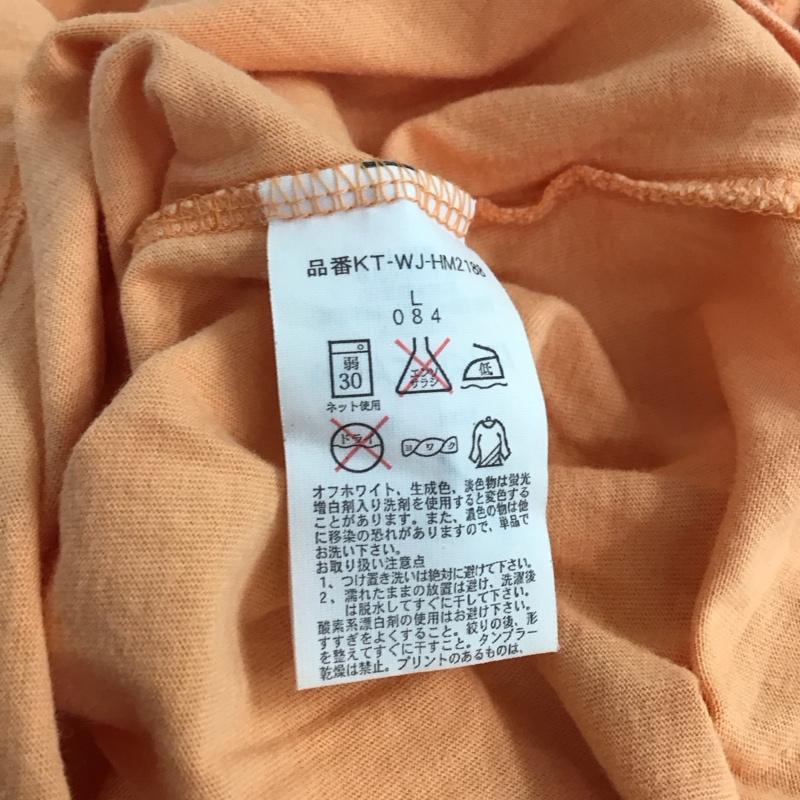 品番KT-WJ-HM2188
L
084
弱
30
エンソ
サラシ
低
ネット使用
ドライ
ヨワク
オフホワイト、生成色、淡色物は蛍光
増白剤入り洗剤を使用すると変色する
ことがあります。また、濃色の物は他
に移染の恐れがありますので、単品で
お洗い下さい。
お取り扱い注意点
1、つけ置き洗いは絶対に避けて下さい。
2、濡れたままの放置は避け、洗濯後
は脱水してすぐに干して下さい。
酸素系漂白剤の使用はお避け下さい。
すすぎをよくすること。絞りの後、形
を整えてすぐに干すこと。タンブラー
乾燥は禁止。プリントのあるものは、